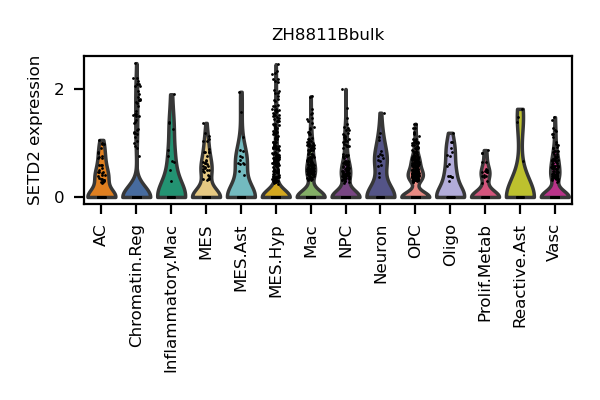 ZH8811Bbulk
SETD2 expression
2
0
AC
Chromatin.Reg
Inflammatory.Mac
MES
MES.Ast
MES.Hyp
Mac
NPC
Neuron
OPC
Oligo
Prolif.Metab
Reactive.Ast
Vasc